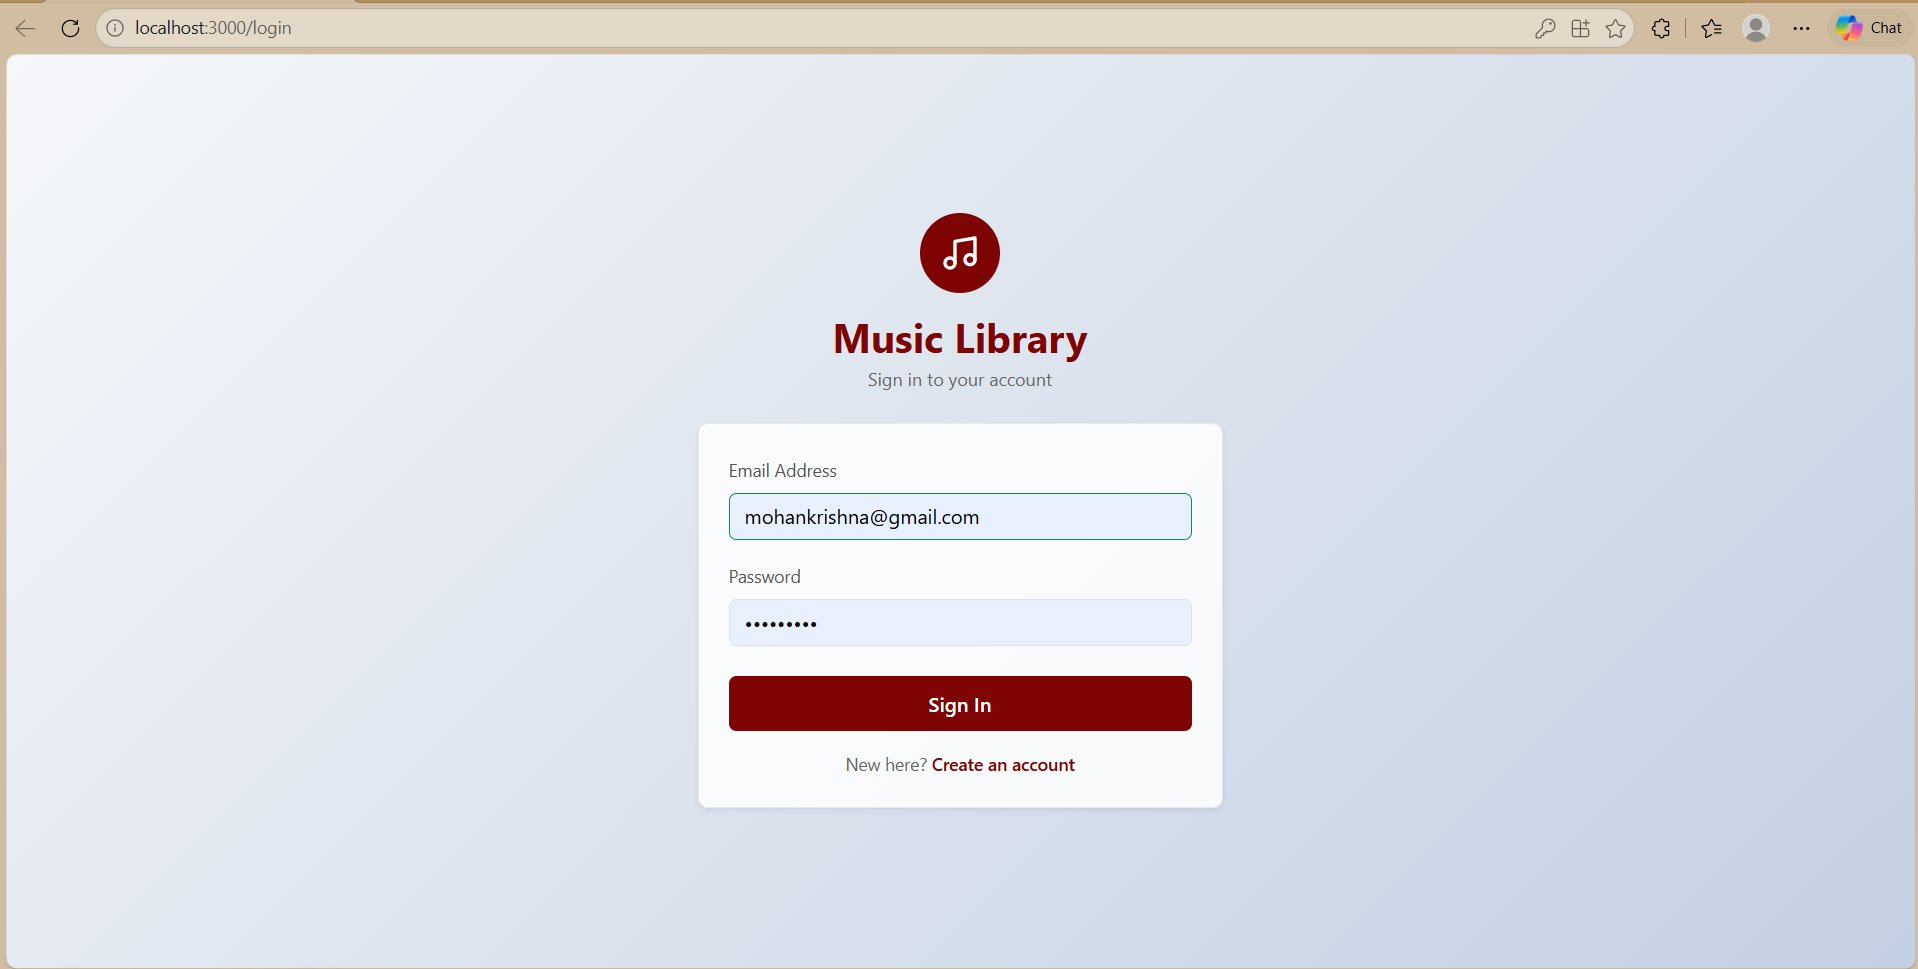 localhost:3000/login
Chat
Music Library
Sign in to your account
Email Address
mohankrishna@gmail.com
Password
•••••••••
Sign In
New here? Create an account